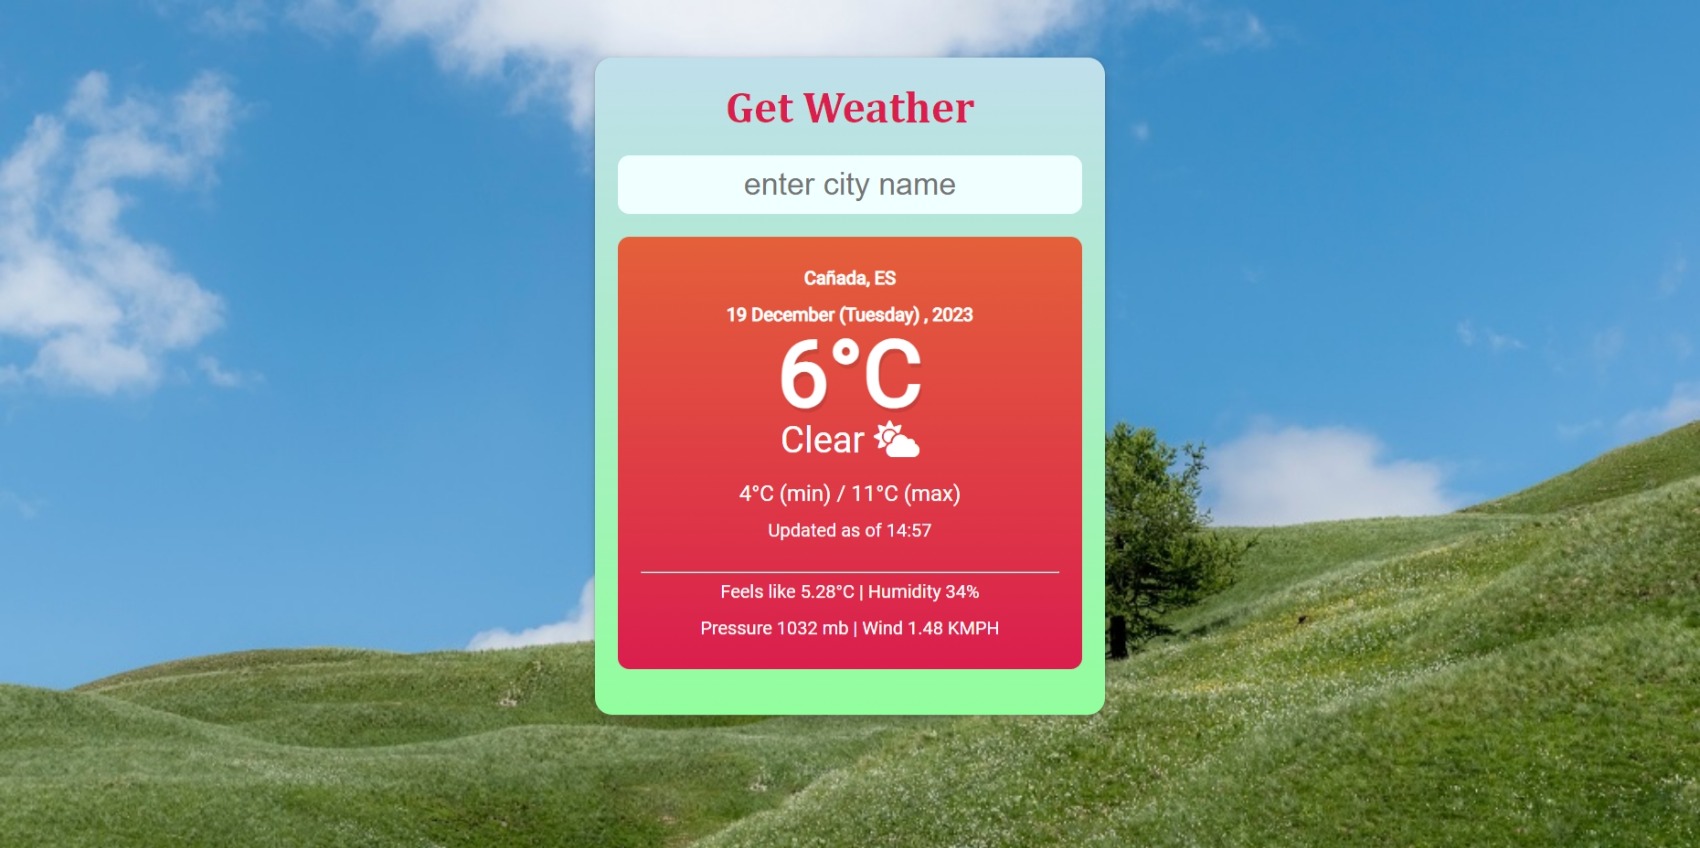 Get Weather
enter city name
Cañada, ES
19 December (Tuesday) , 2023
6°C
Clear
4°C (min) / 11°C (max)
Updated as of 14:57
Feels like 5.28°C | Humidity 34%
Pressure 1032 mb | Wind 1.48 KMPH